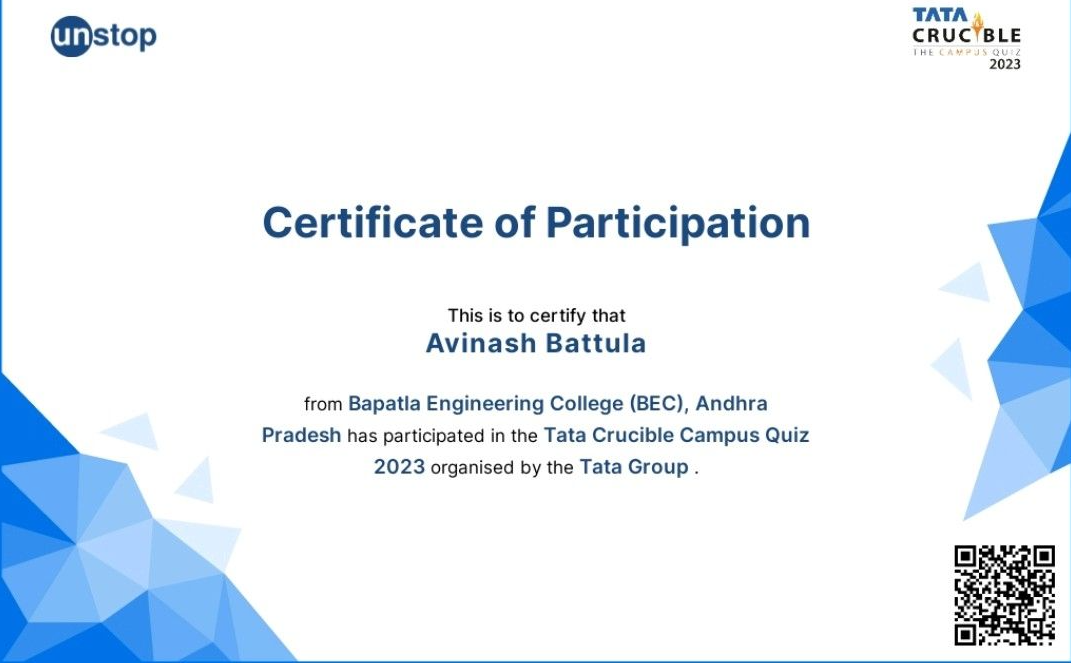 unstop
TATA
CRUCIBLE
THE CAMPUS QUIZ
2023
Certificate of Participation
This is to certify that
Avinash Battula
from Bapatla Engineering College (BEC), Andhra
Pradesh has participated in the Tata Crucible Campus Quiz
2023 organised by the Tata Group .